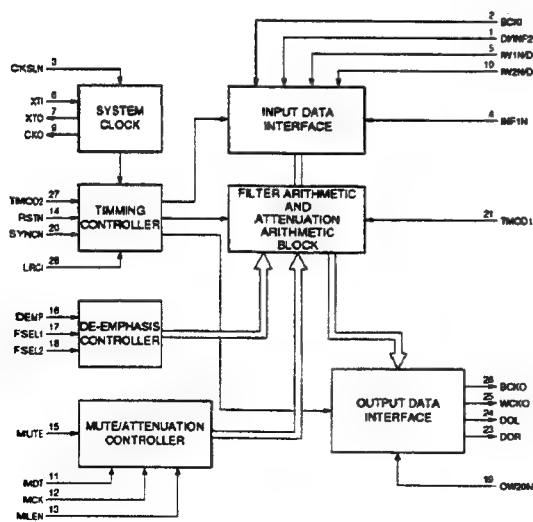 2 BCKI
1 DI/INF2
5 IW1N/D
10 IW2N/D
3
CKSLN
6
XTI
7
XTO
9
CKO
SYSTEM
CLOCK
INPUT DATA
INTERFACE
4 INF1N
TIMOD2 27
RSTN 14
SYNCN 20
LRCI 28
TIMMING
CONTROLLER
FILTER ARITHMETIC
AND
ATTENUATION
ARITHMETIC
BLOCK
21 TMOD1
DEMP 16
FSEL1 17
FSEL2 18
DE-EMPHASIS
CONTROLLER
OUTPUT DATA
INTERFACE
26 BCKO
25 WCKO
24 DOL
23 DOR
19 OW20N
MUTE 15
MUTE/ATTENUATION
CONTROLLER
MDT 11
MCK 12
MLEN 13